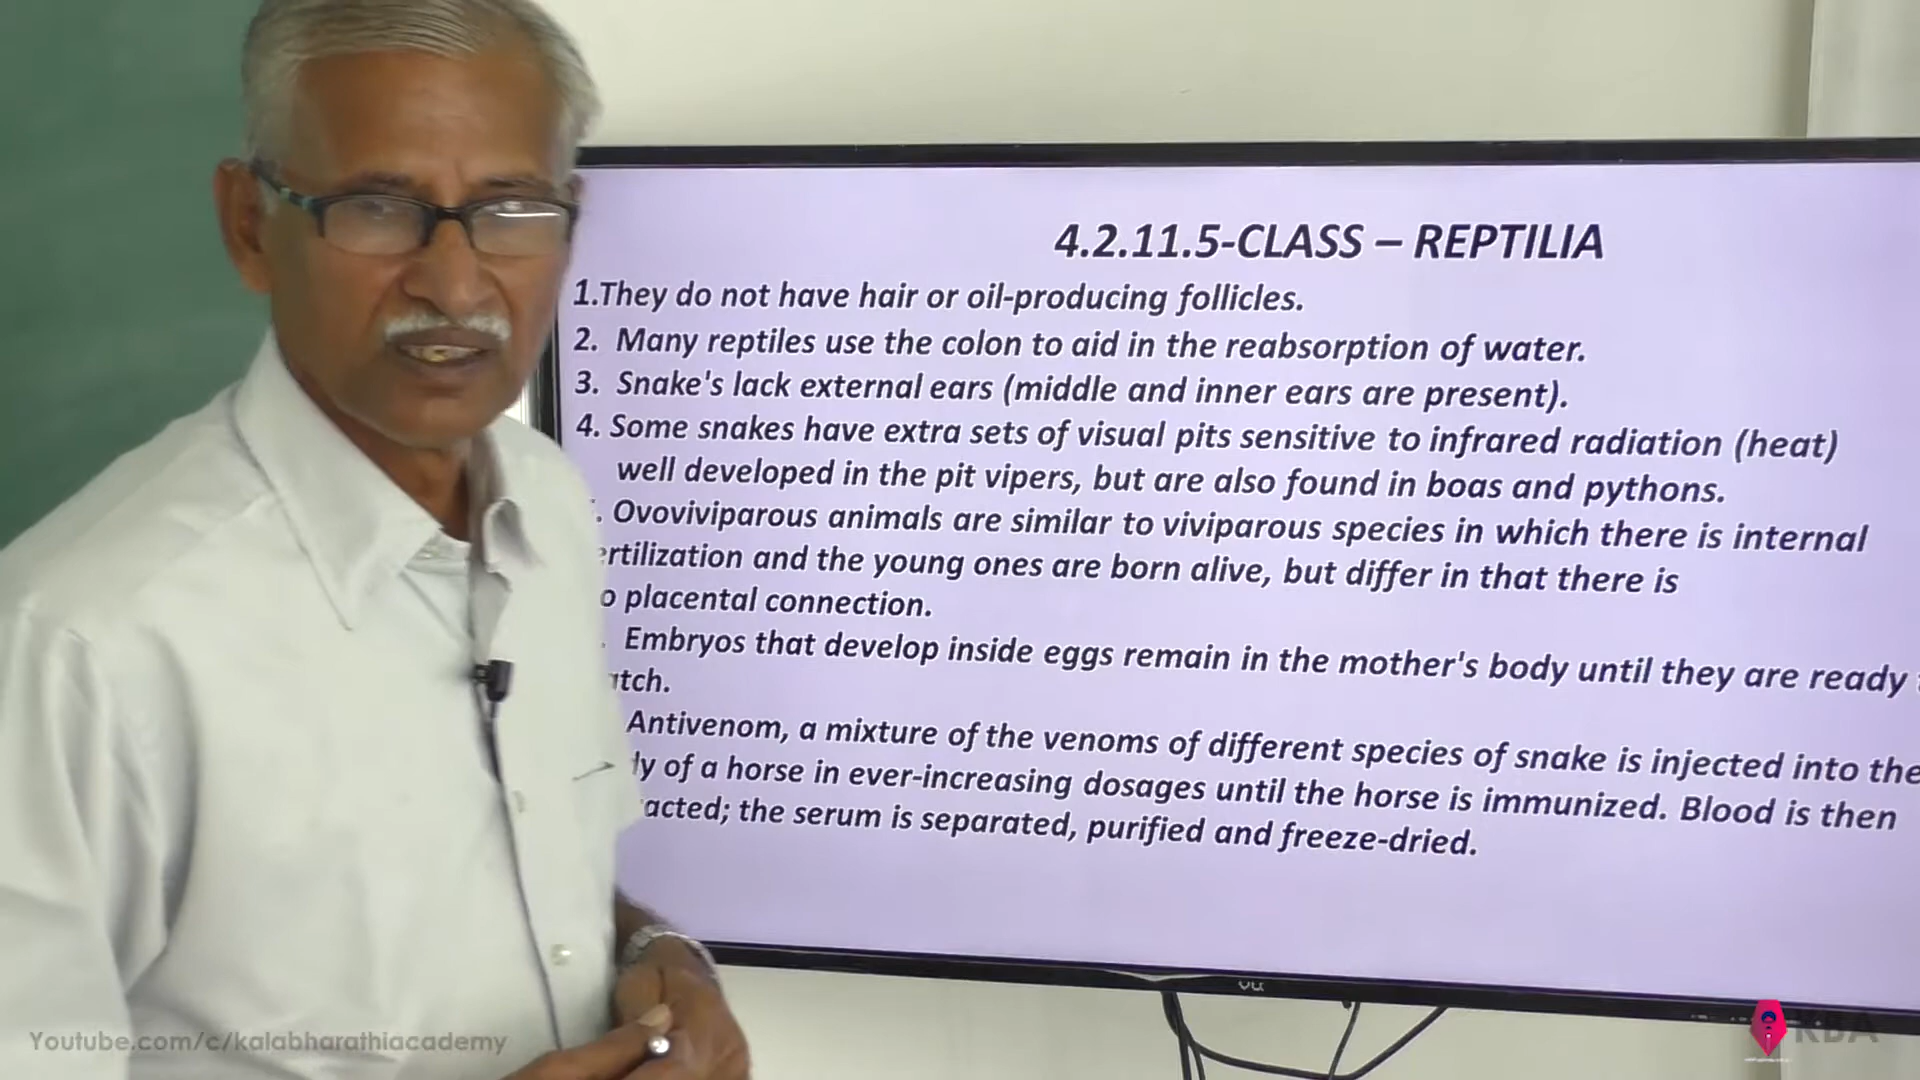 4.2.11.5-CLASS – REPTILIA
1.They do not have hair or oil-producing follicles.
2. Many reptiles use the colon to aid in the reabsorption of water.
3. Snake's lack external ears (middle and inner ears are present).
4. Some snakes have extra sets of visual pits sensitive to infrared radiation (heat)
well developed in the pit vipers, but are also found in boas and pythons.
. Ovoviviparous animals are similar to viviparous species in which there is internal
ertilization and the young ones are born alive, but differ in that there is
o placental connection.
. Embryos that develop inside eggs remain in the mother's body until they are ready
atch.
Antivenom, a mixture of the venoms of different species of snake is injected into the
dy of a horse in ever-increasing dosages until the horse is immunized. Blood is then
acted; the serum is separated, purified and freeze-dried.
Vu
Youtube.com/c/kalabharathiacademy
KBA